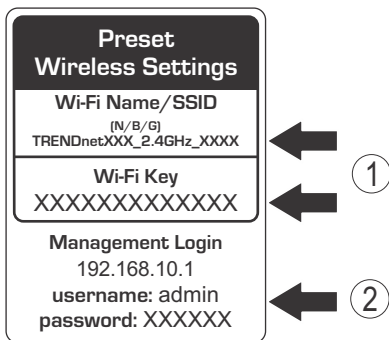 Preset
Wireless Settings
Wi-Fi Name/SSID
(N/B/G)
TRENDnetXXX_2.4GHz_XXXX
1
Wi-Fi Key
XXXXXXXXXXXXX
Management Login
192.168.10.1
username: admin
2
password: XXXXXX